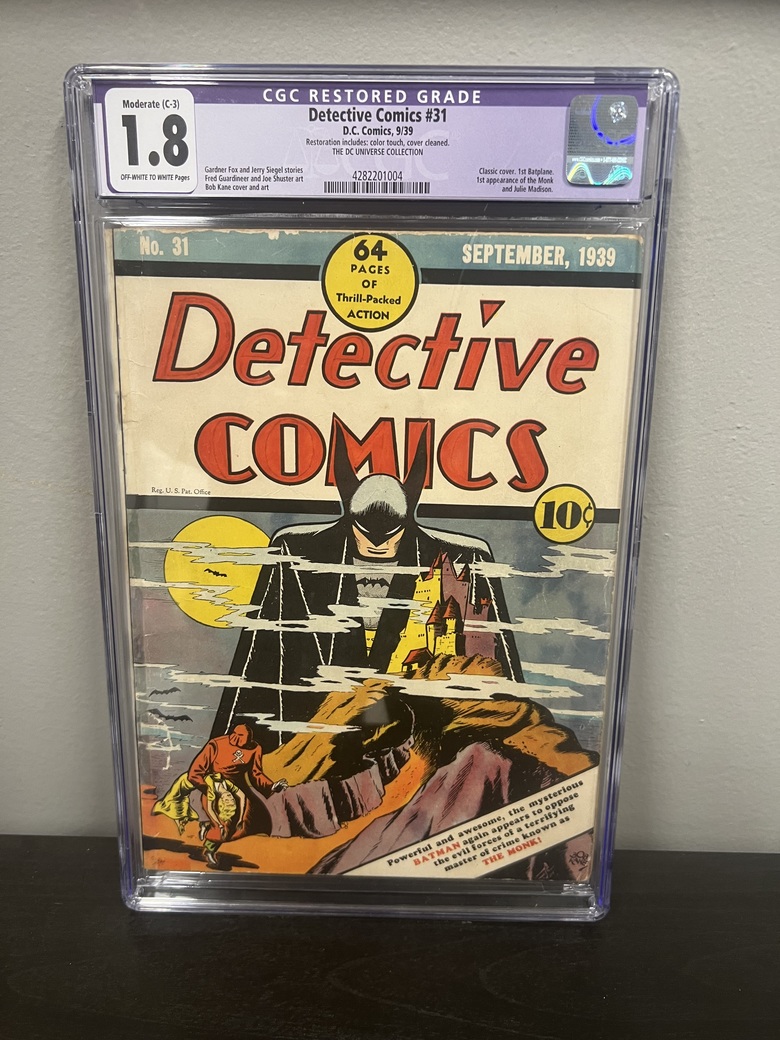 CGC RESTORED GRADE
Moderate (C-3)
1.8
OFF-WHITE TO WHITE Pages
Detective Comics #31
D.C. Comics, 9/39
Restoration includes: color touch, cover cleaned.
THE DC UNIVERSE COLLECTION
Gardner Fox and Jerry Siegel stories
Fred Guardineer and Joe Shuster art
Bob Kane cover and art
4282201004
Classic cover. 1st Batplane.
1st appearance of the Monk
and Julie Madison.
No. 31
64
PAGES
OF
Thrill-Packed
ACTION
SEPTEMBER, 1939
Detective
COMICS
Reg. U. S. Pat. Office
10¢
Powerful and awesome, the mysterious
BATMAN again appears to oppose
the evil forces of a terrifying
master of crime known as
THE MONK!